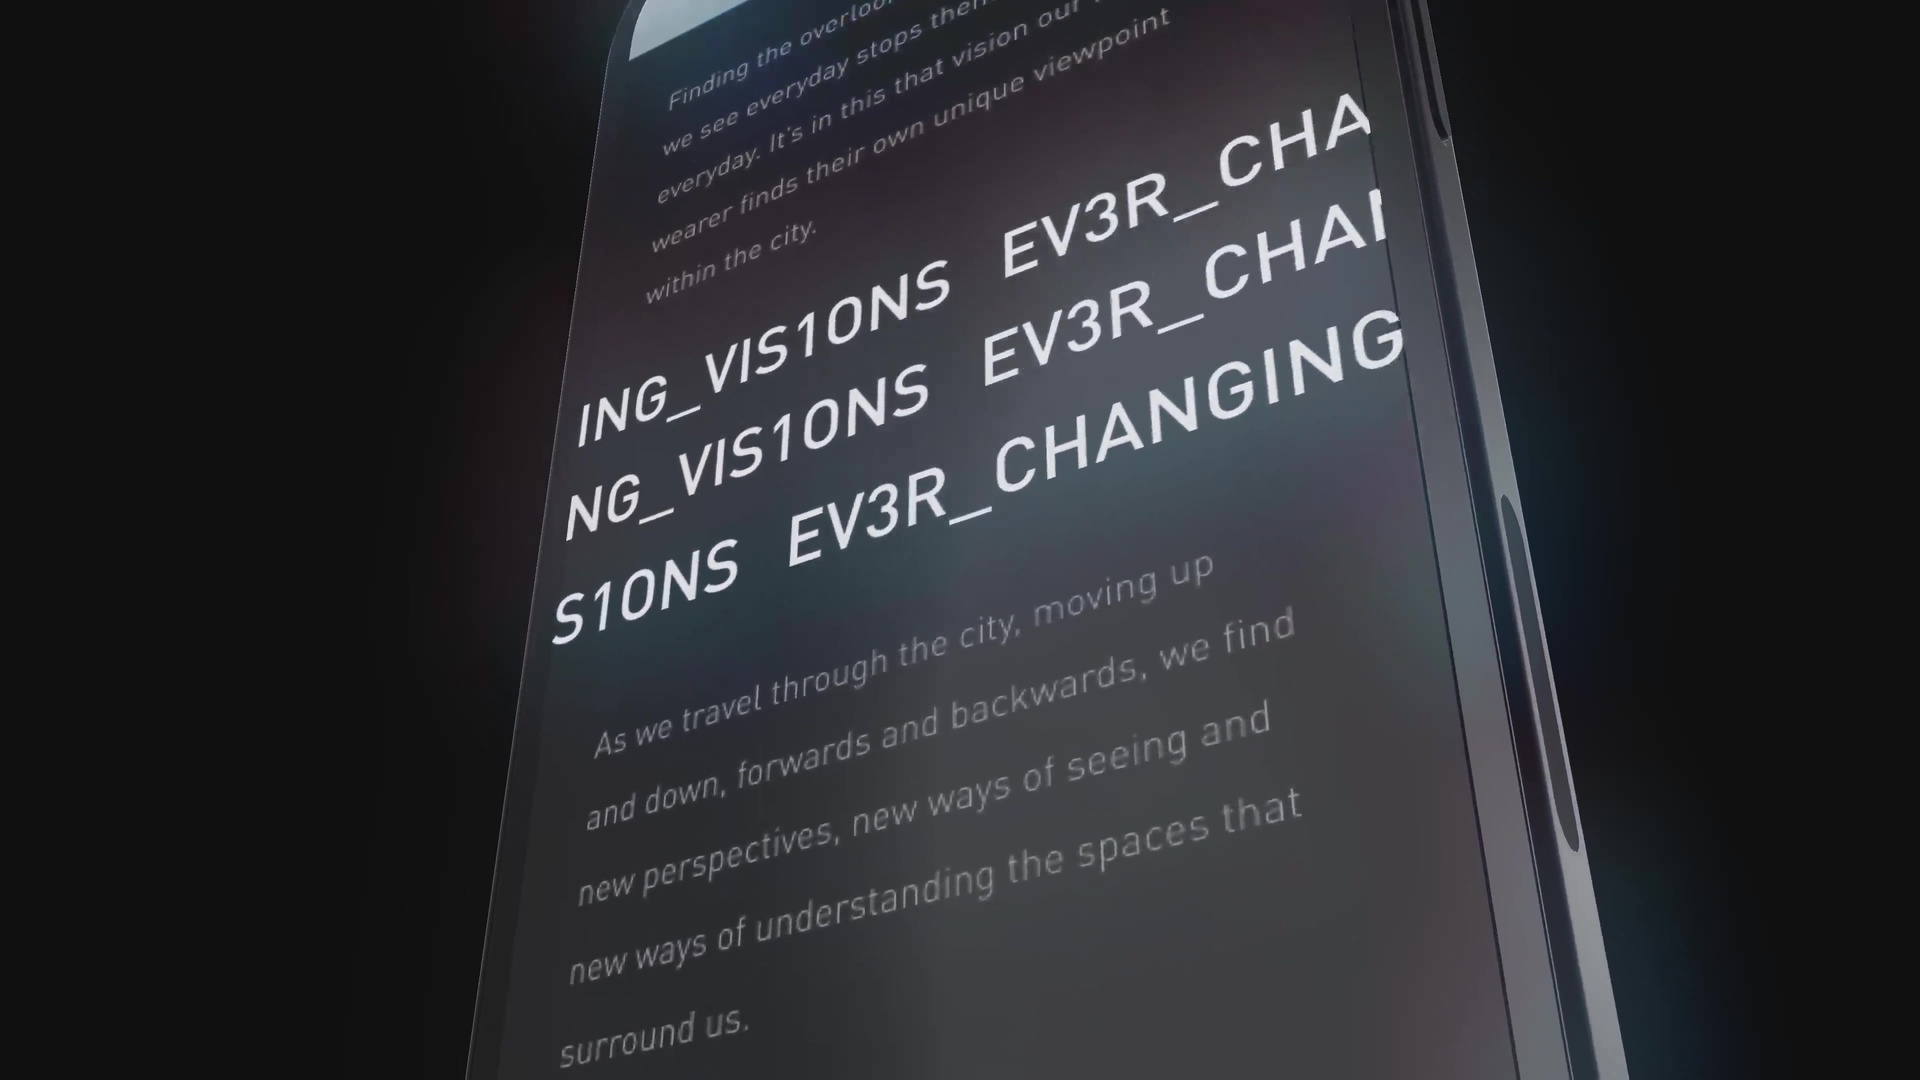 Finding the
we see everyday stops
everyday. It's in this that vision our
wearer finds their own unique viewpoint
within the city.
ING_VIS1ONS EV3R_CHA
NG_VIS1ONS EV3R_CHAN
S1ONS EV3R_CHANGING
As we travel through the city, moving up
and down, forwards and backwards, we find
new perspectives, new ways of seeing and
new ways of understanding the spaces that
surround us.